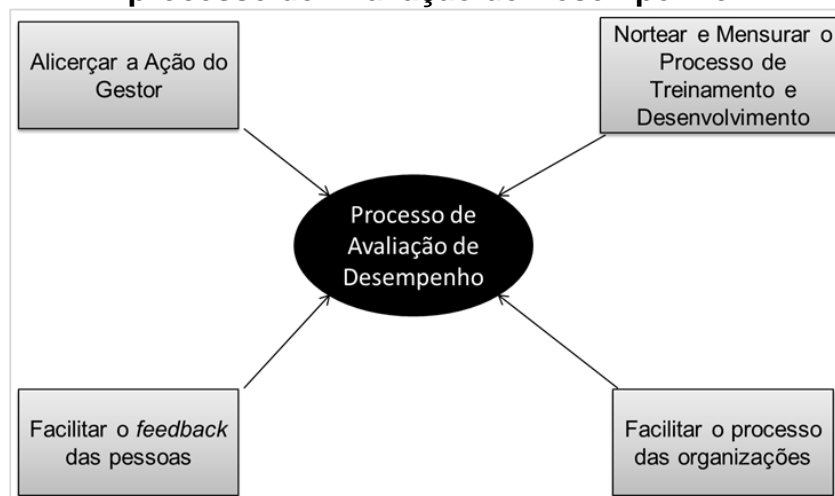 Alicerçar a Ação do
Gestor
Nortear e Mensurar o
Processo de
Treinamento e
Desenvolvimento
Processo de
Avaliação de
Desempenho
Facilitar o feedback
das pessoas
Facilitar o processo
das organizações